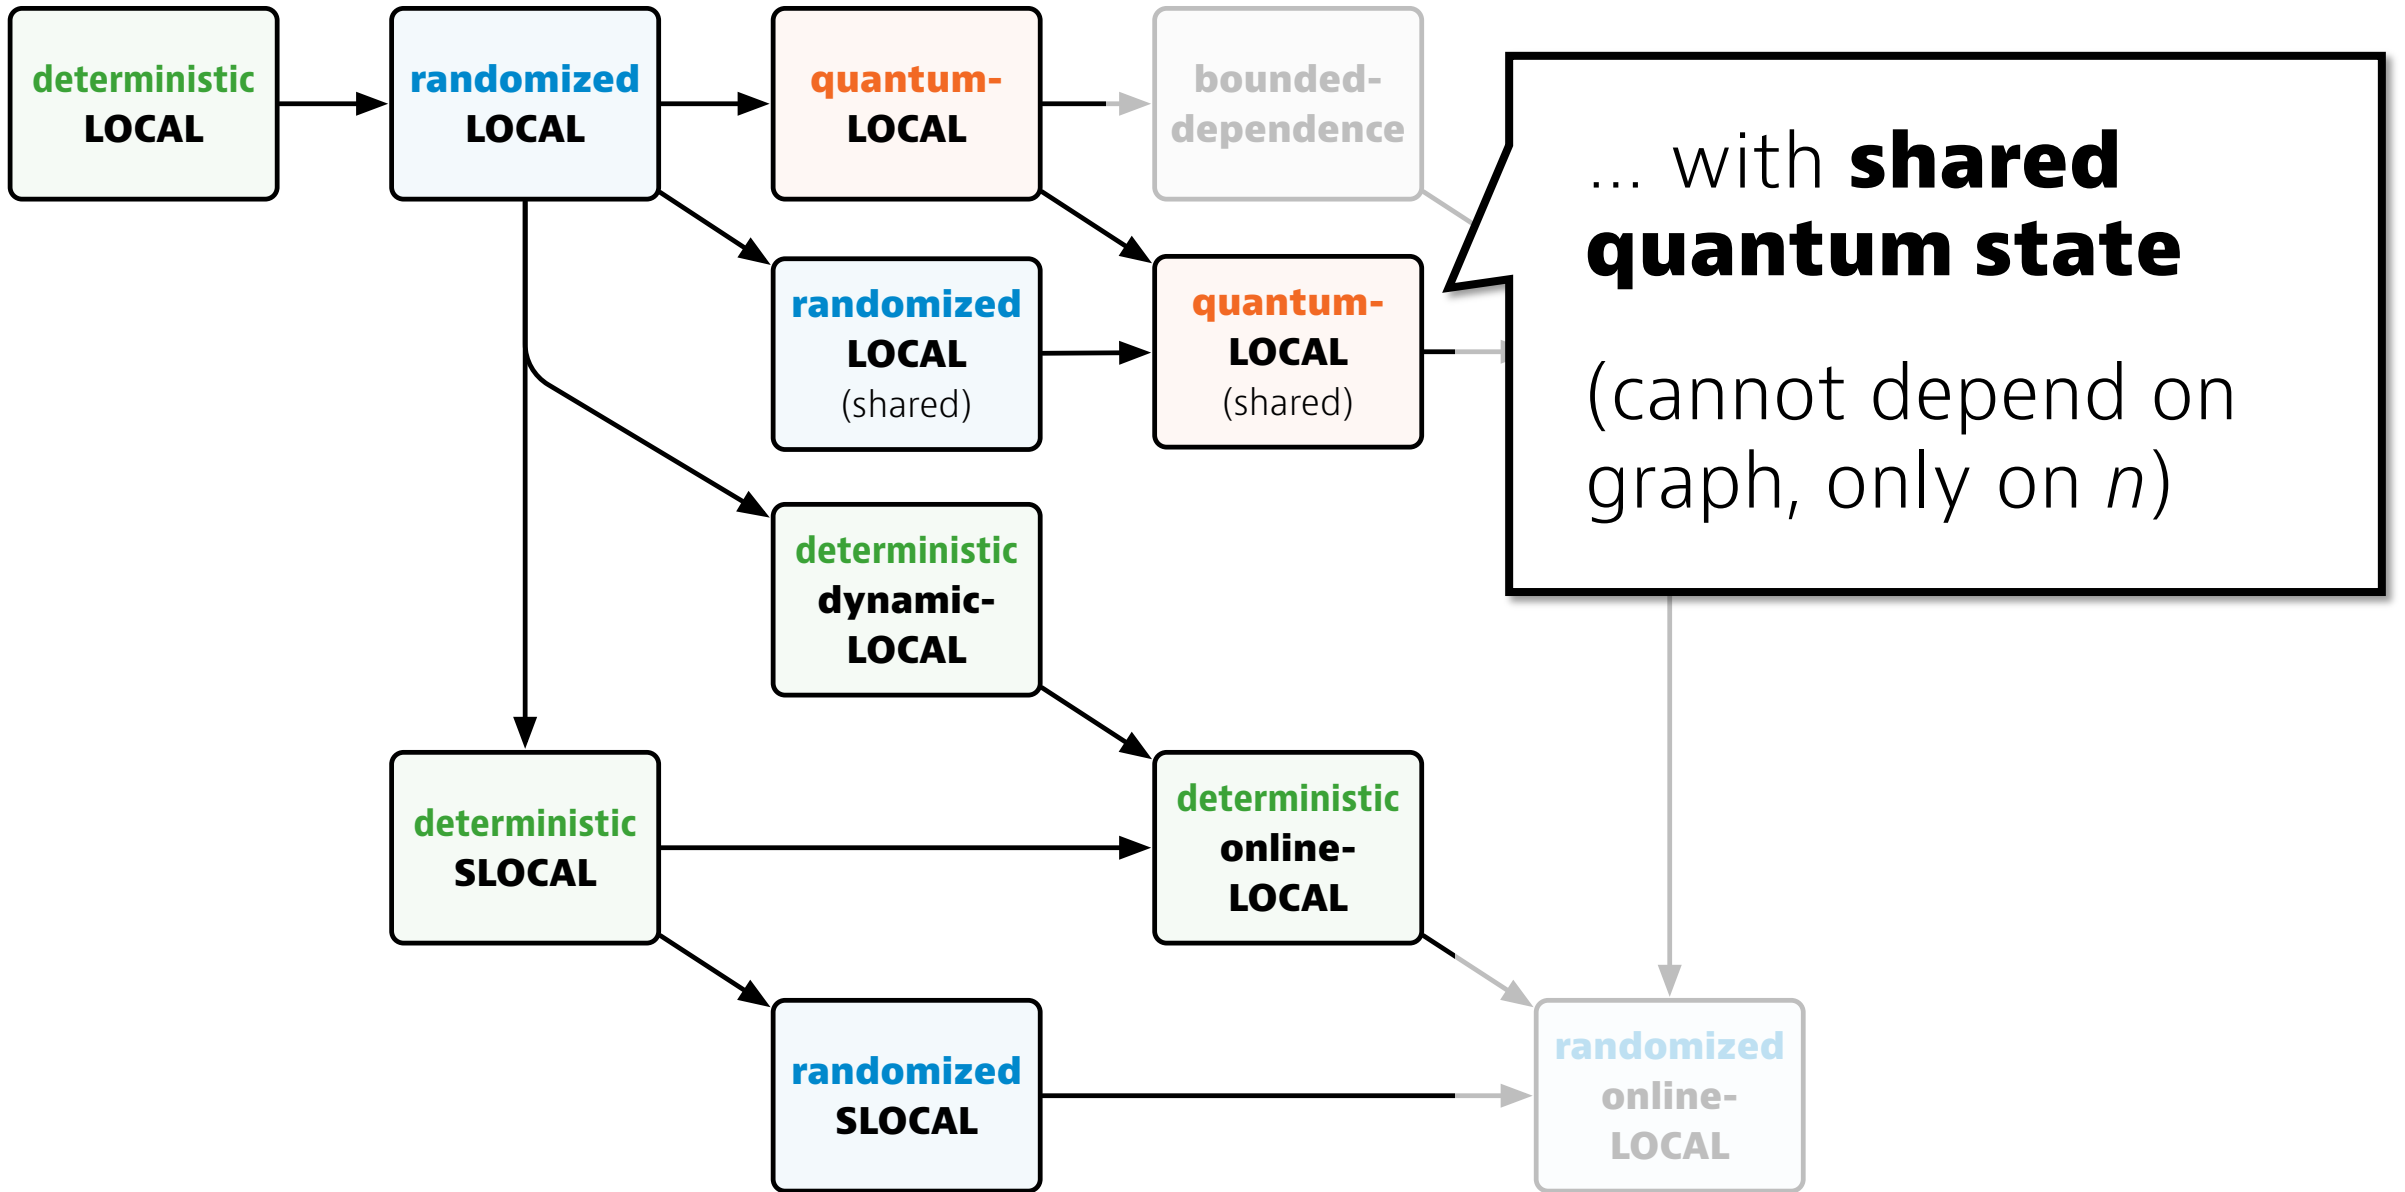 deterministic
LOCAL
randomized
LOCAL
quantum-
LOCAL
bounded-
dependence
... with shared
quantum state
(cannot depend on
graph, only on n)
randomized
LOCAL
(shared)
quantum-
LOCAL
(shared)
deterministic
dynamic-
LOCAL
deterministic
SLOCAL
deterministic
online-
LOCAL
randomized
SLOCAL
randomized
online-
LOCAL